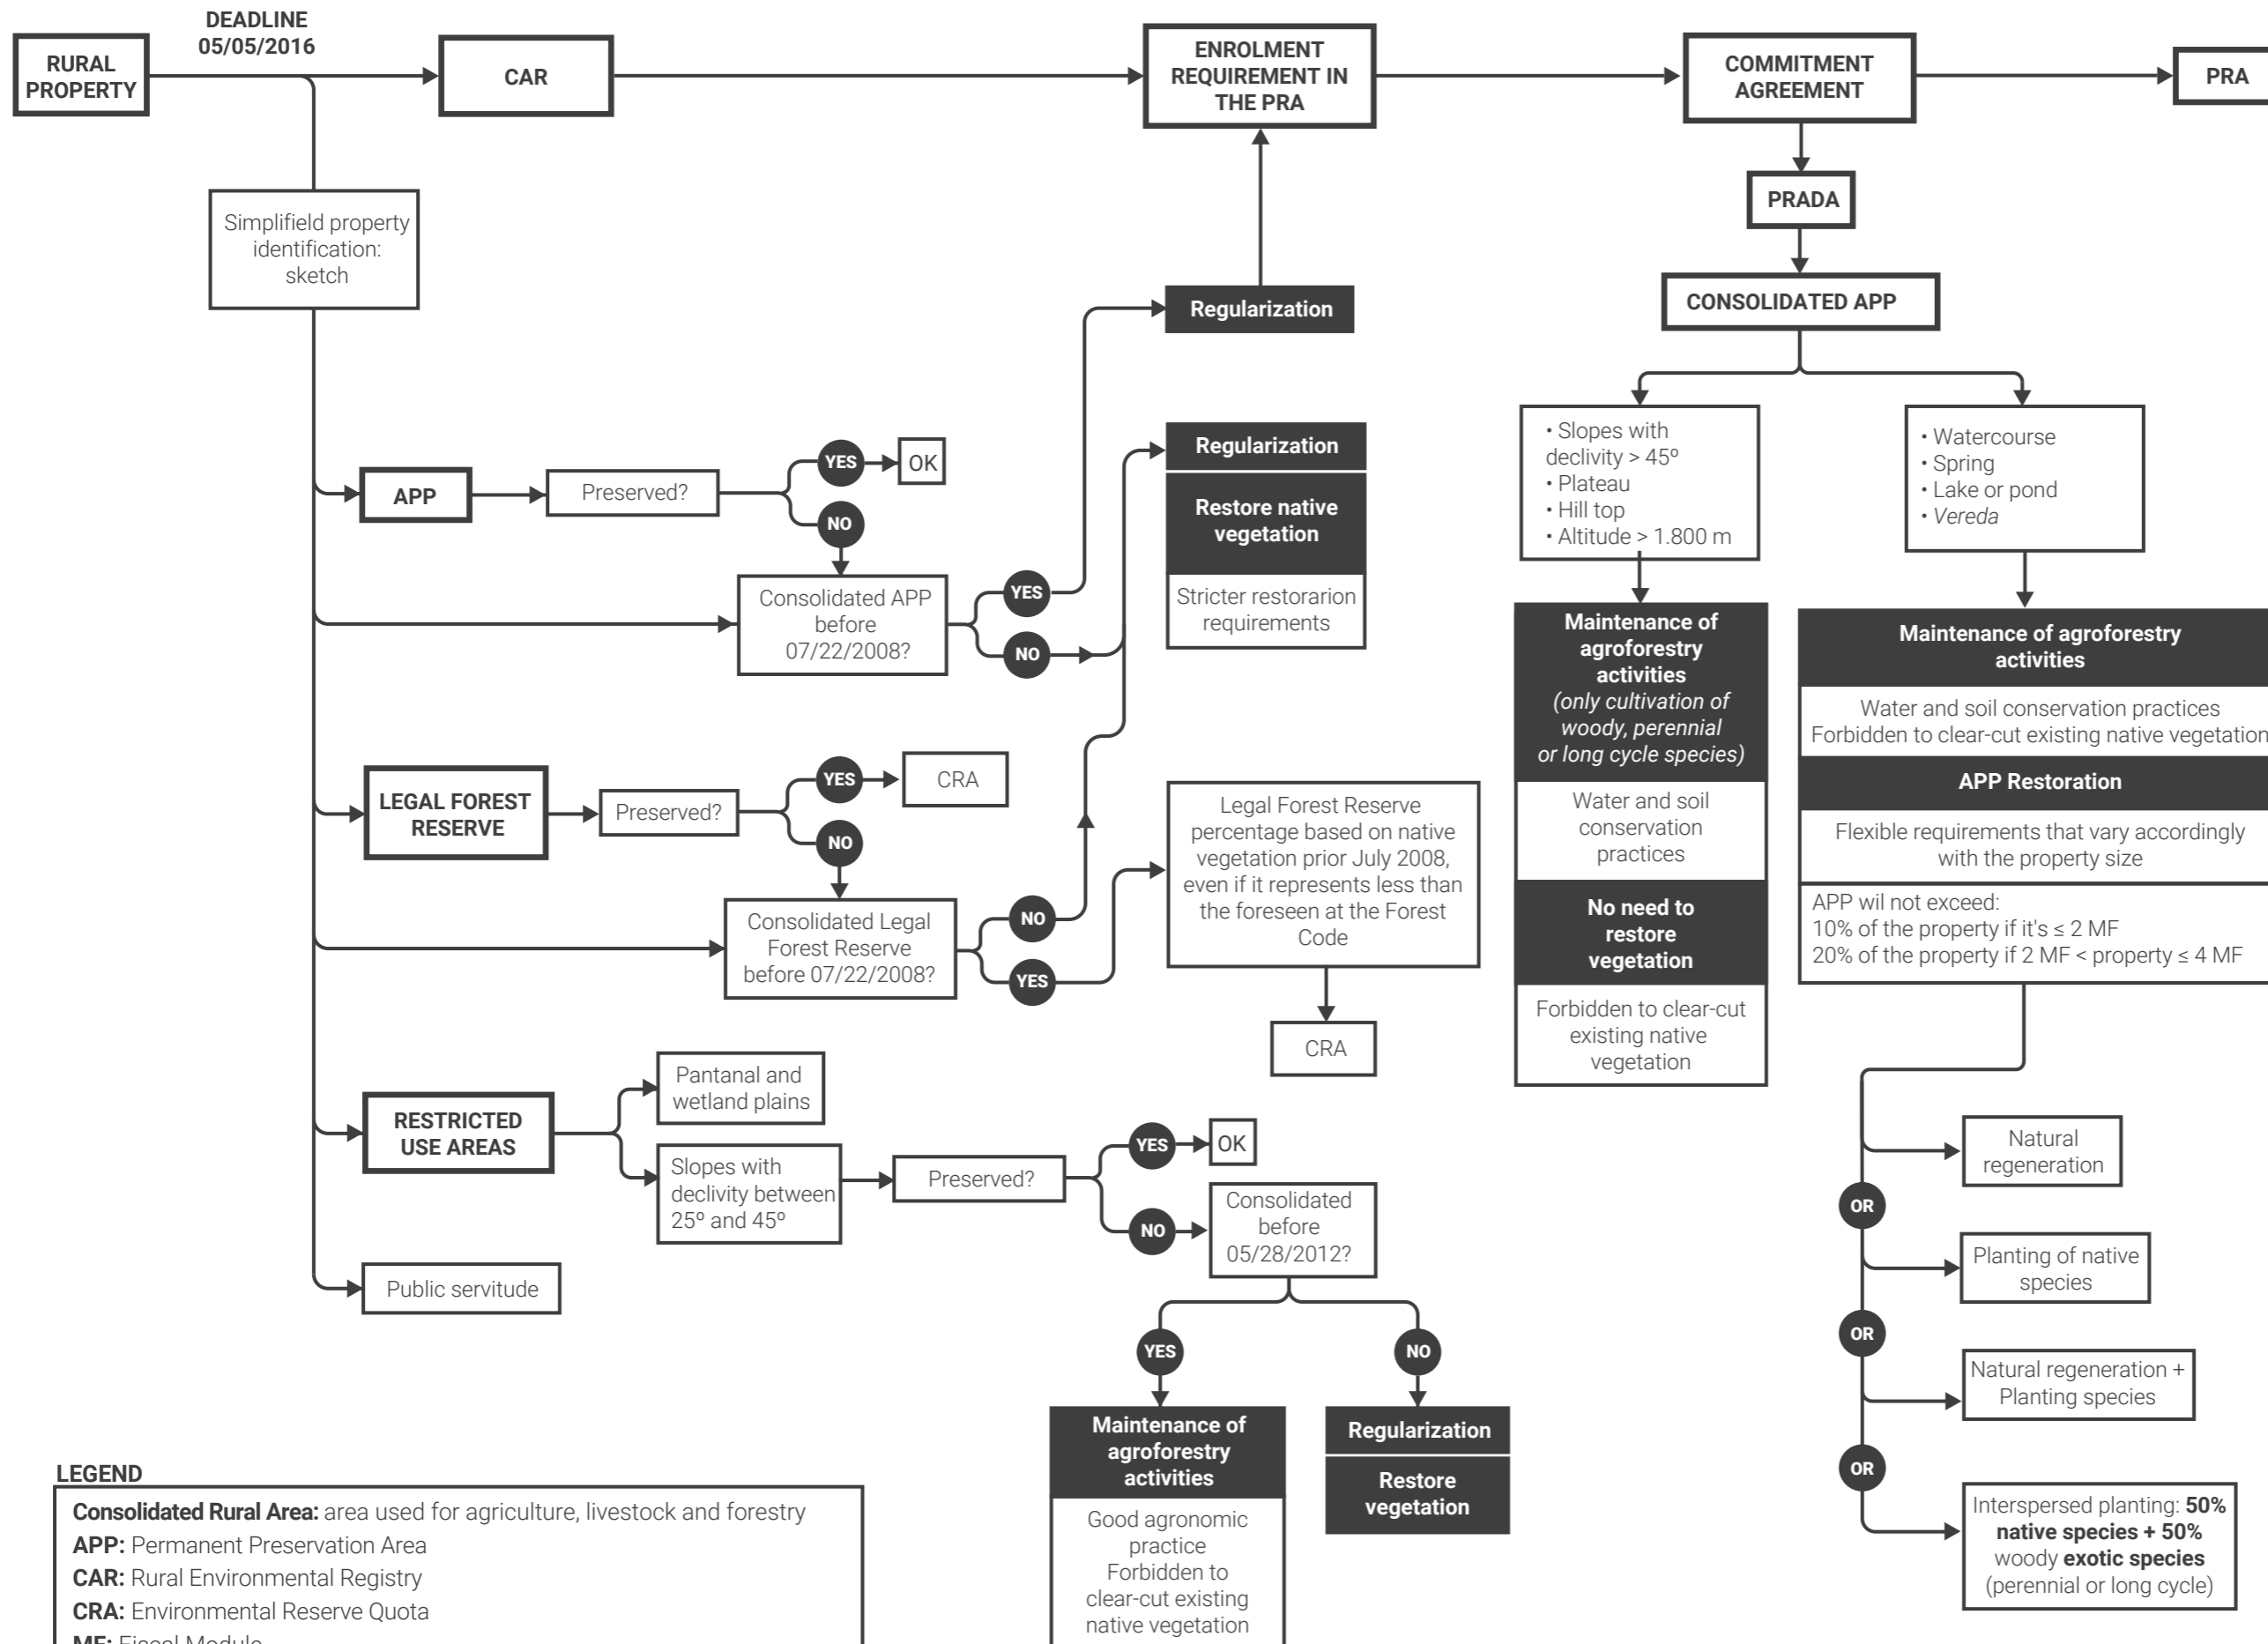 DEADLINE
05/05/2016
RURAL
PROPERTY
CAR
ENROLMENT
REQUIREMENT IN
THE PRA
COMMITMENT
AGREEMENT
PRA
PRADA
CONSOLIDATED APP
Simplifield property
identification:
sketch
Regularization
APP
Preserved?
YES
OK
NO
Consolidated APP
before
07/22/2008?
YES
NO
Regularization
Restore native
vegetation
Stricter restorarion
requirements
LEGAL FOREST
RESERVE
Preserved?
YES
CRA
NO
Consolidated Legal
Forest Reserve
before 07/22/2008?
NO
YES
Legal Forest Reserve
percentage based on native
vegetation prior July 2008,
even if it represents less than
the foreseen at the Forest
Code
CRA
RESTRICTED
USE AREAS
Pantanal and
wetland plains
Slopes with
declivity between
25º and 45º
Preserved?
YES
OK
NO
Consolidated
before
05/28/2012?
YES
NO
Maintenance of
agroforestry
activities
Good agronomic
practice
Forbidden to
clear-cut existing
native vegetation
Regularization
Restore
vegetation
Public servitude
• Slopes with
declivity > 45º
• Plateau
• Hill top
• Altitude > 1.800 m
Maintenance of
agroforestry
activities
(only cultivation of
woody, perennial
or long cycle species)
Water and soil
conservation
practices
No need to
restore
vegetation
Forbidden to clear-cut
existing native
vegetation
• Watercourse
• Spring
• Lake or pond
• Vereda
Maintenance of agroforestry
activities
Water and soil conservation practices
Forbidden to clear-cut existing native vegetation
APP Restoration
Flexible requirements that vary accordingly
with the property size
APP wil not exceed:
10% of the property if it's ≤ 2 MF
20% of the property if 2 MF < property ≤ 4 MF
Natural
regeneration
OR
Planting of native
species
OR
Natural regeneration +
Planting species
OR
Interspersed planting: 50%
native species + 50%
woody exotic species
(perennial or long cycle)
LEGEND
Consolidated Rural Area: area used for agriculture, livestock and forestry
APP: Permanent Preservation Area
CAR: Rural Environmental Registry
CRA: Environmental Reserve Quota
MF: Fiscal Module